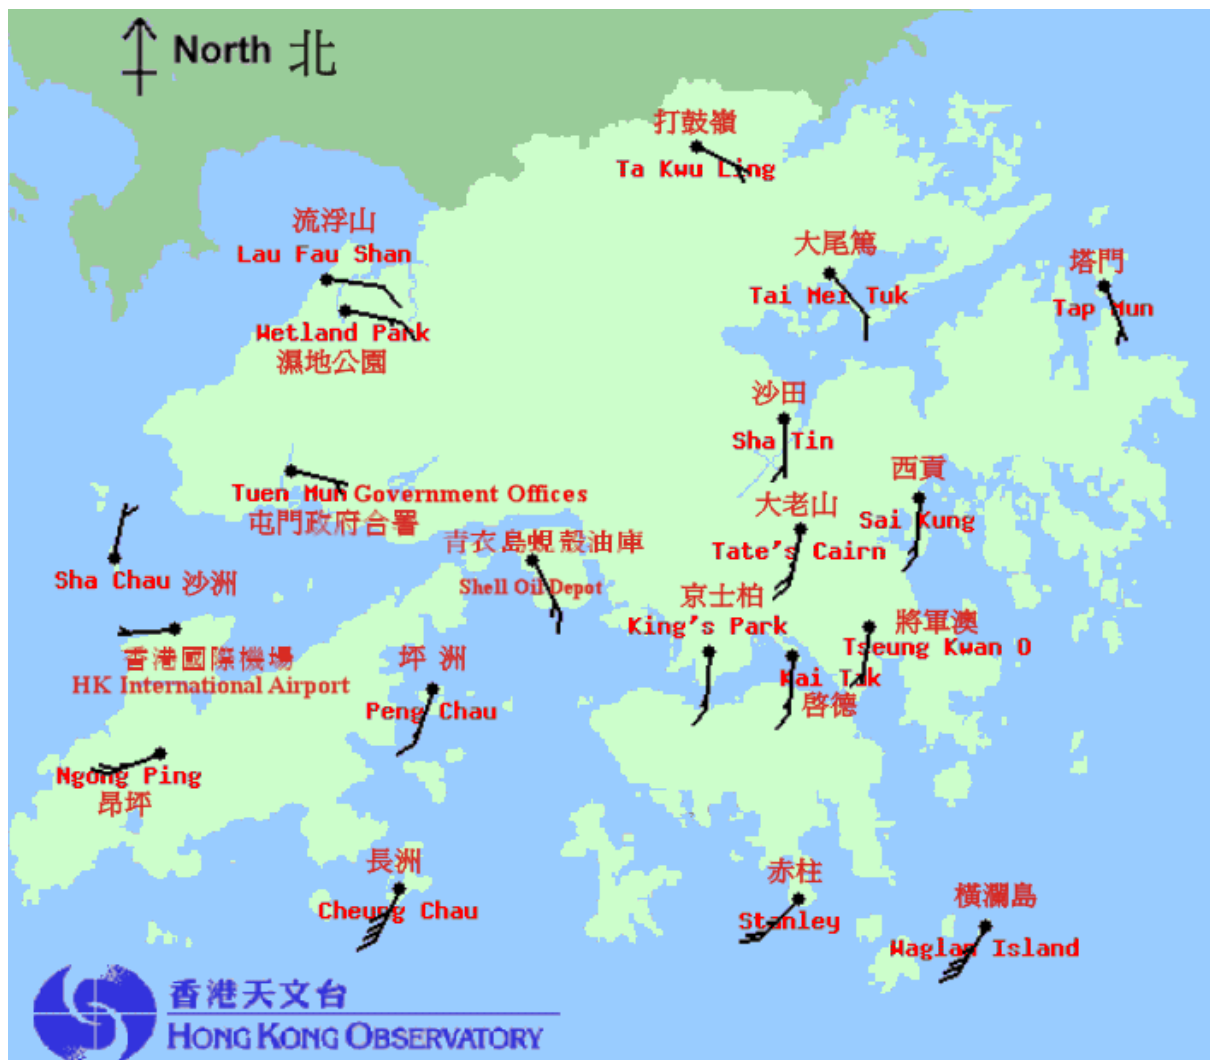 North 北
打鼓嶺
Ta Kwu Ling
流浮山
Lau Fau Shan
大尾篤
Tai Mei Tuk
塔門
Tap Mun
Wetland Park
濕地公園
沙田
Sha Tin
西貢
Sai Kung
Tuen Mun Government Offices
屯門政府合署
大老山
Tate's Cairn
青衣島蜆殼油庫
Shell Oil Depot
Sha Chau 沙洲
京士柏
King's Park
將軍澳
Tseung Kwan O
香港國際機場
HK International Airport
坪洲
Peng Chau
Kai Tak
啓德
Ngong Ping
昂坪
長洲
Cheung Chau
赤柱
Stanley
橫瀾島
Waglan Island
香港天文台
HONG KONG OBSERVATORY